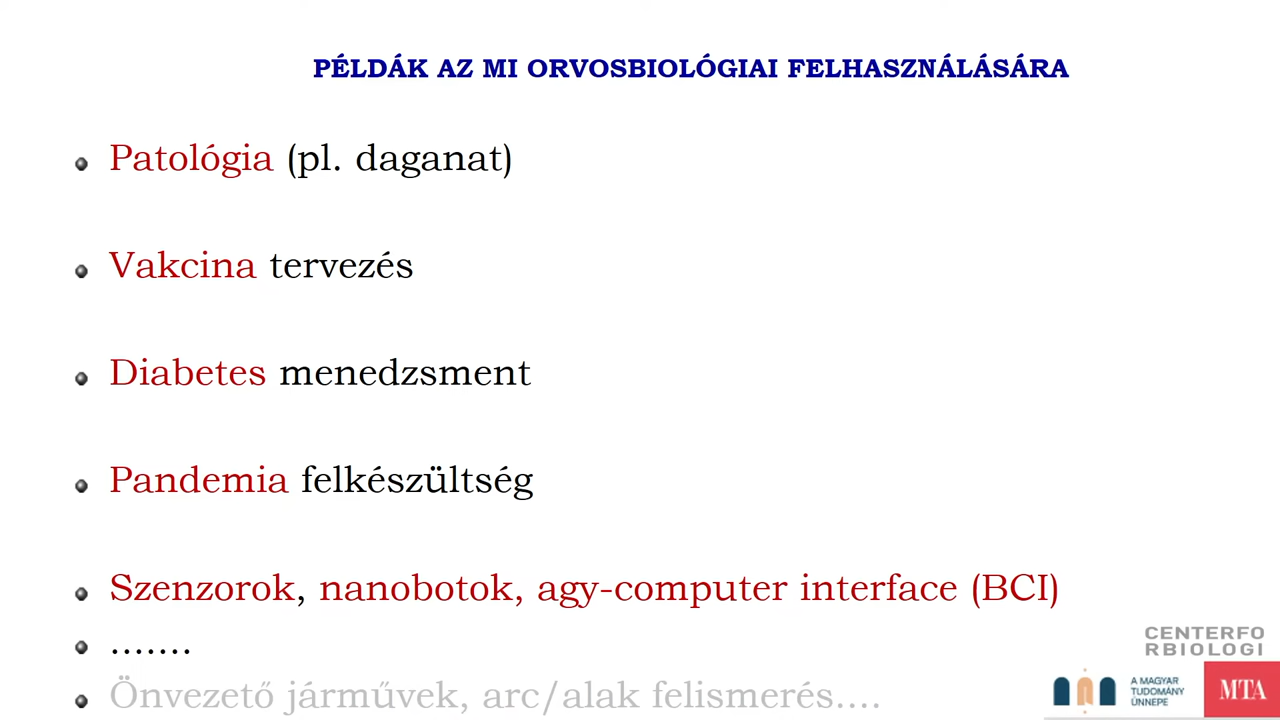 PÉLDÁK AZ MI ORVOSBIOLÓGIAI FELHASZNÁLÁSÁRA
Patológia (pl. daganat)
Vakcina tervezés
Diabetes menedzsment
Pandemia felkészültség
Szenzorok, nanobotok, agy-computer interface (BCI)
.......
Önvezető járművek, arc/alak felismerés....
CENTERFO
RBIOLOGI
A MAGYAR
TUDOMÁNY
ÜNNEPE
MTA